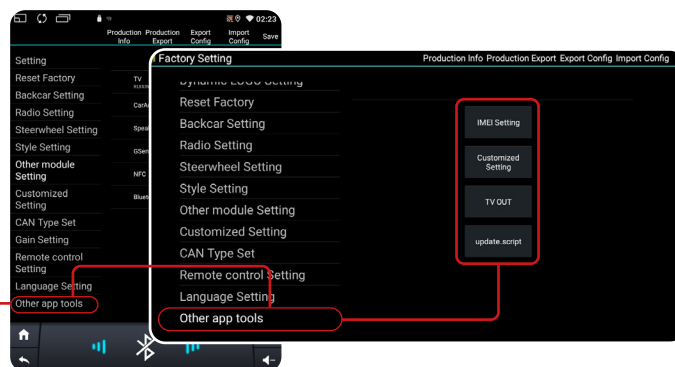 02:23
Production Info
Production Export
Export Config
Import Config
Save
Setting
Reset Factory
Backcar Setting
Radio Setting
Steerwheel Setting
Style Setting
Other module
Setting
Customized
Setting
CAN Type Set
Gain Setting
Remote control
Setting
Language Setting
Other app tools
TV
GSen
NFC
Factory Setting
Production Info Production Export Export Config Import Config
Dynamic LOGO Setting
Reset Factory
Backcar Setting
Radio Setting
Steerwheel Setting
Style Setting
Other module Setting
Customized Setting
CAN Type Set
Remote control Setting
Language Setting
Other app tools
IMEI Setting
Customized
Setting
TV OUT
update.script